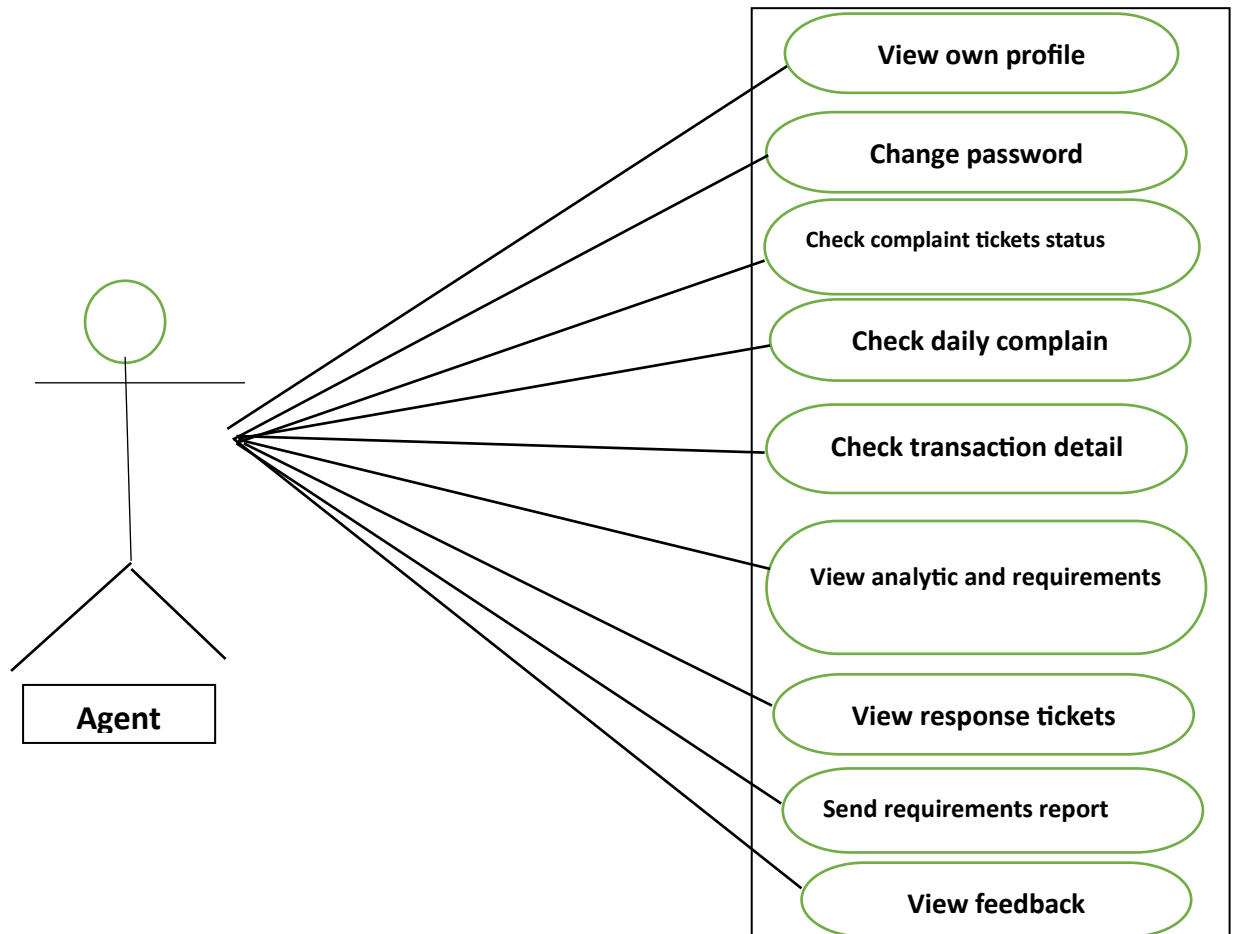 View own profile
Change password
Check complaint tickets status
Check daily complain
Check transaction detail
View analytic and requirements
View response tickets
Send requirements report
View feedback
Agent